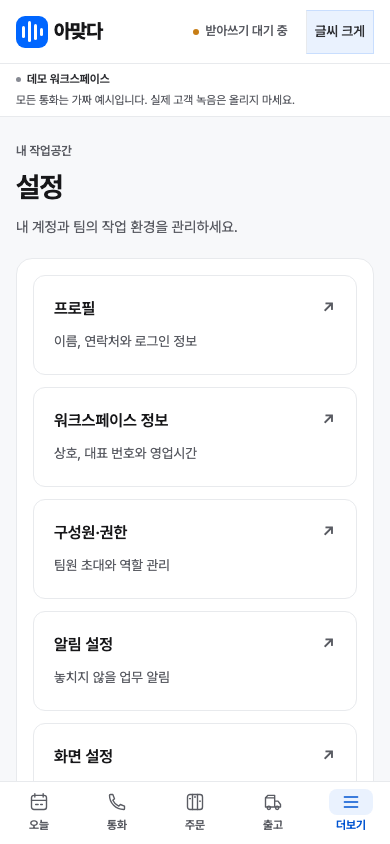 아맞다
받아쓰기 대기 중
글씨 크게
데모 워크스페이스
모든 통화는 가짜 예시입니다. 실제 고객 녹음은 올리지 마세요.
내 작업공간
설정
내 계정과 팀의 작업 환경을 관리하세요.
프로필
이름, 연락처와 로그인 정보
워크스페이스 정보
상호, 대표 번호와 영업시간
구성원·권한
팀원 초대와 역할 관리
알림 설정
놓치지 않을 업무 알림
화면 설정
오늘
통화
주문
출고
더보기